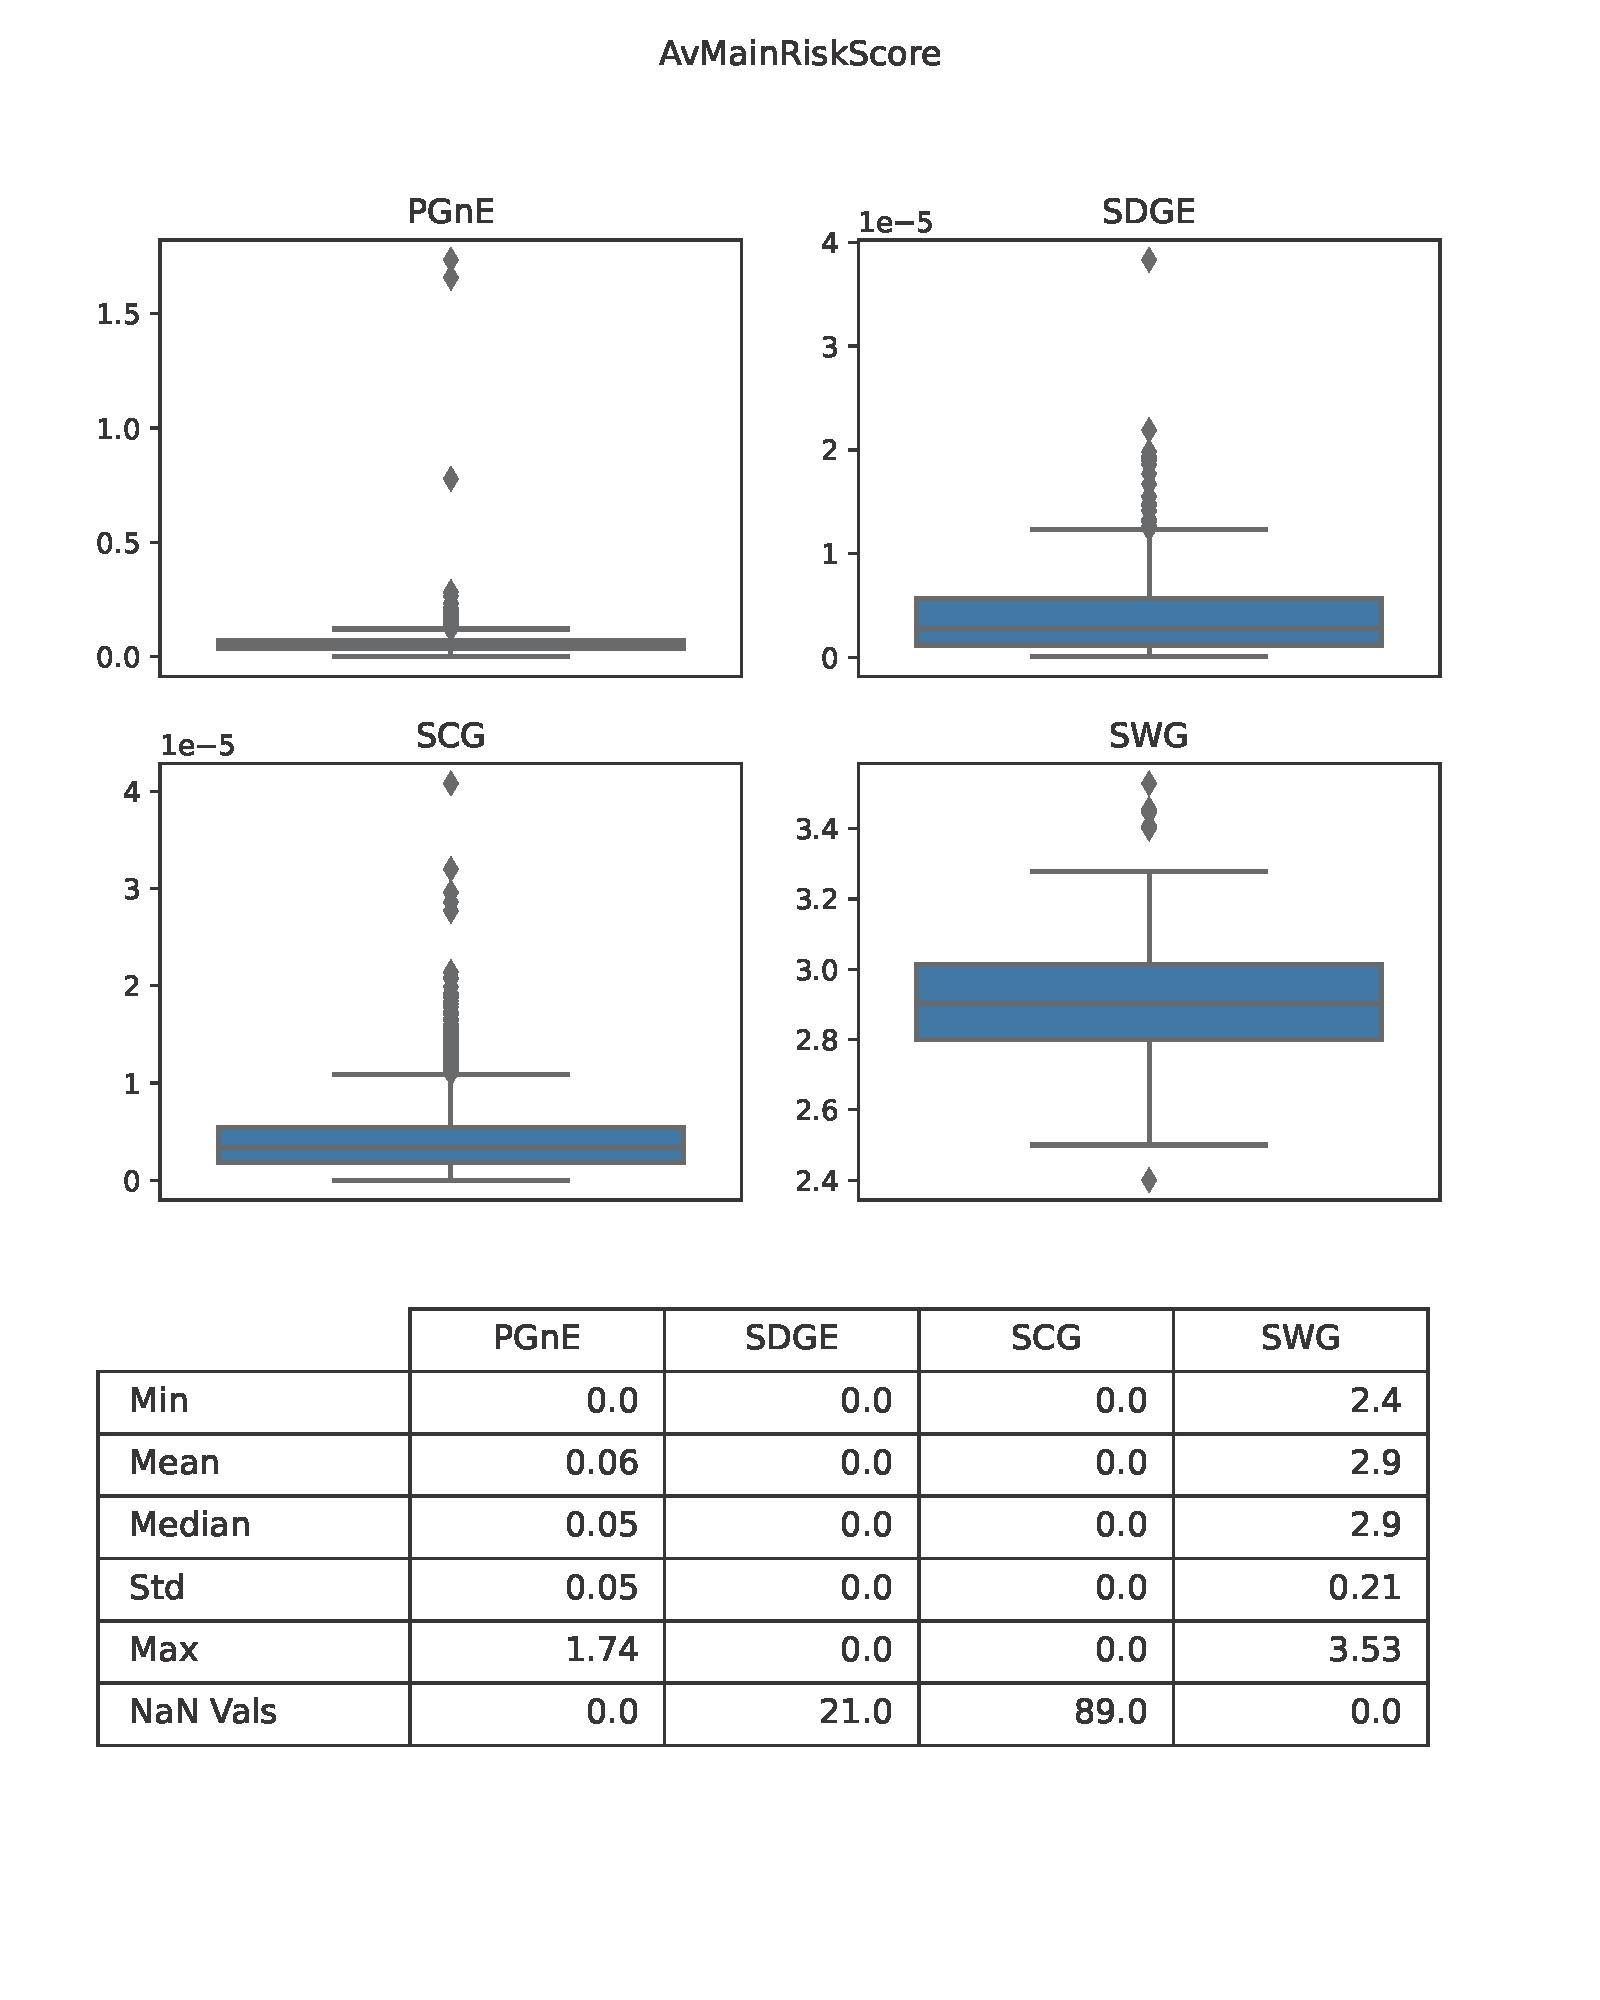 AvMainRiskScore
PGnE
1.5
1.0
0.5
0.0
SDGE
1e−5
4
3
2
1
0
SCG
1e−5
4
3
2
1
0
SWG
3.4
3.2
3.0
2.8
2.6
2.4
PGnE SDGE SCG SWG
Min 0.0 0.0 0.0 2.4
Mean 0.06 0.0 0.0 2.9
Median 0.05 0.0 0.0 2.9
Std 0.05 0.0 0.0 0.21
Max 1.74 0.0 0.0 3.53
NaN Vals 0.0 21.0 89.0 0.0